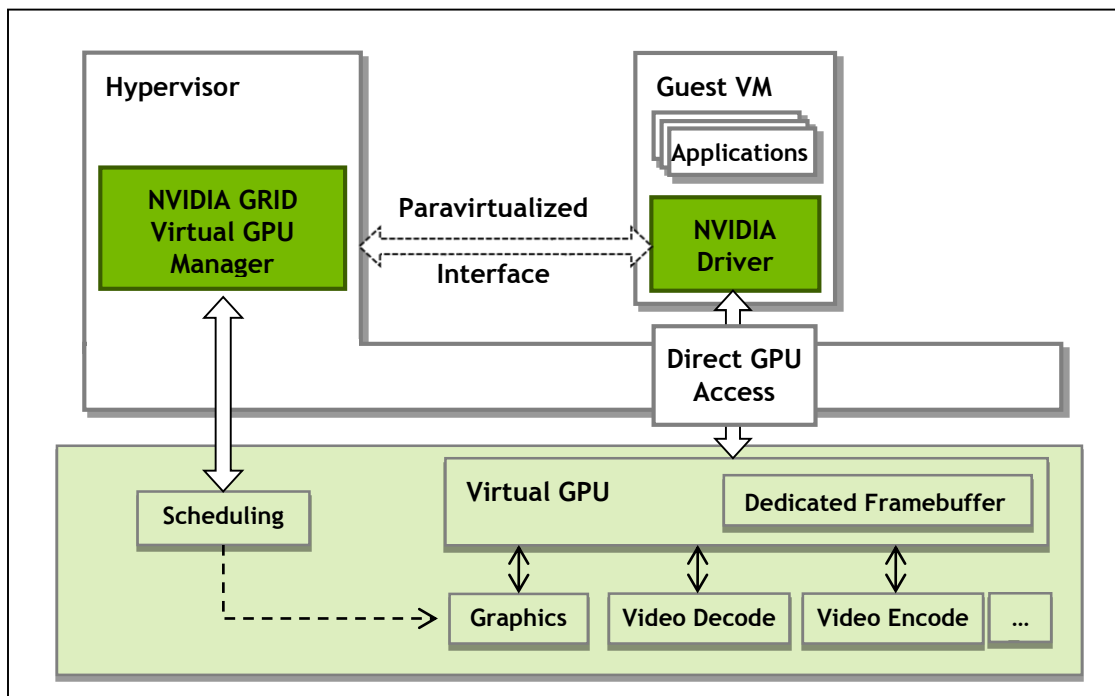 Hypervisor
Guest VM
Applications
NVIDIA GRID
Virtual GPU
Manager
Paravirtualized
Interface
NVIDIA
Driver
Direct GPU
Access
Scheduling
Virtual GPU
Dedicated Framebuffer
Graphics
Video Decode
Video Encode
...